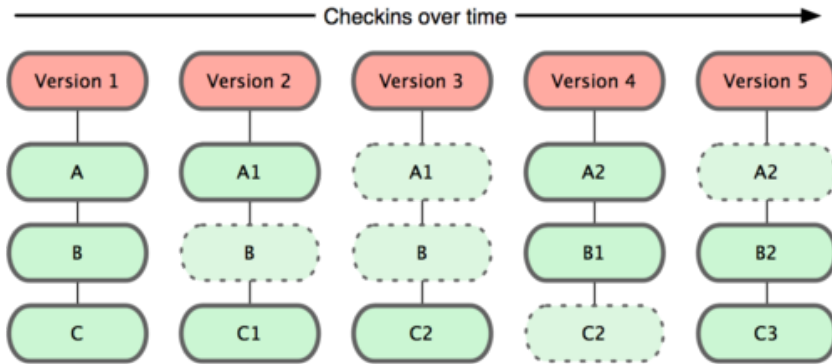 Checkins over time
Version 1 Version 2 Version 3 Version 4 Version 5
A A1 A1 A2 A2
B B B B1 B2
C C1 C2 C2 C3